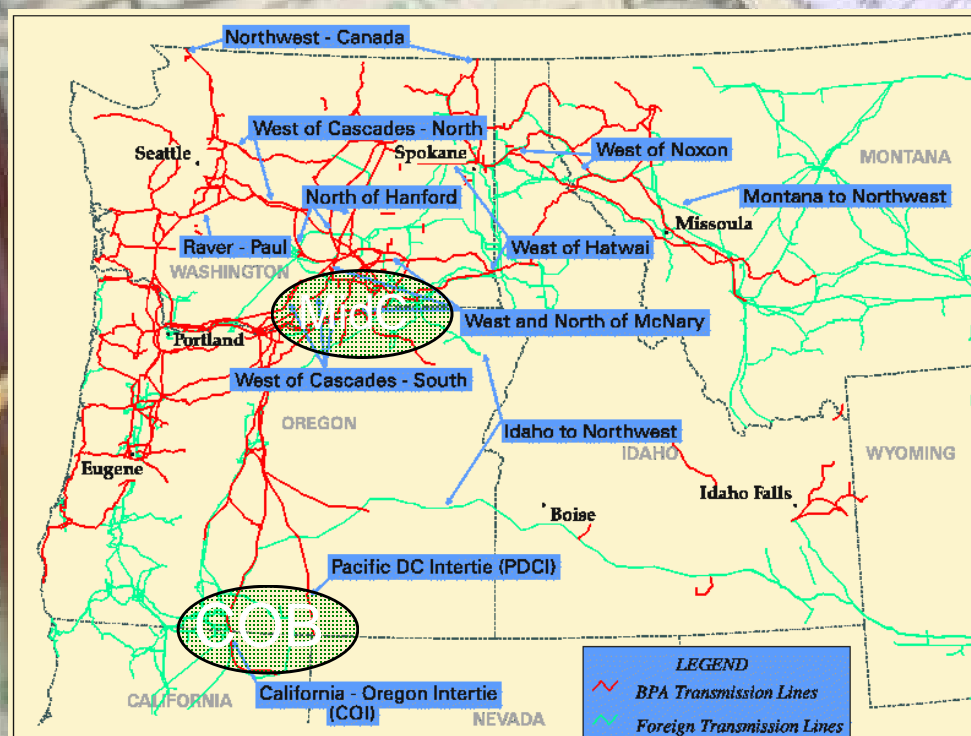 Northwest - Canada
West of Cascades - North
Seattle
Spokane
West of Noxon
MONTANA
North of Hanford
Montana to Northwest
Missoula
Raver - Paul
West of Hatwai
WASHINGTON
MidC
West and North of McNary
Portland
West of Cascades - South
OREGON
Idaho to Northwest
IDAHO
WYOMING
Eugene
Idaho Falls
Boise
Pacific DC Intertie (PDCI)
COB
LEGEND
BPA Transmission Lines
Foreign Transmission Lines
California - Oregon Intertie
(COI)
CALIFORNIA
NEVADA